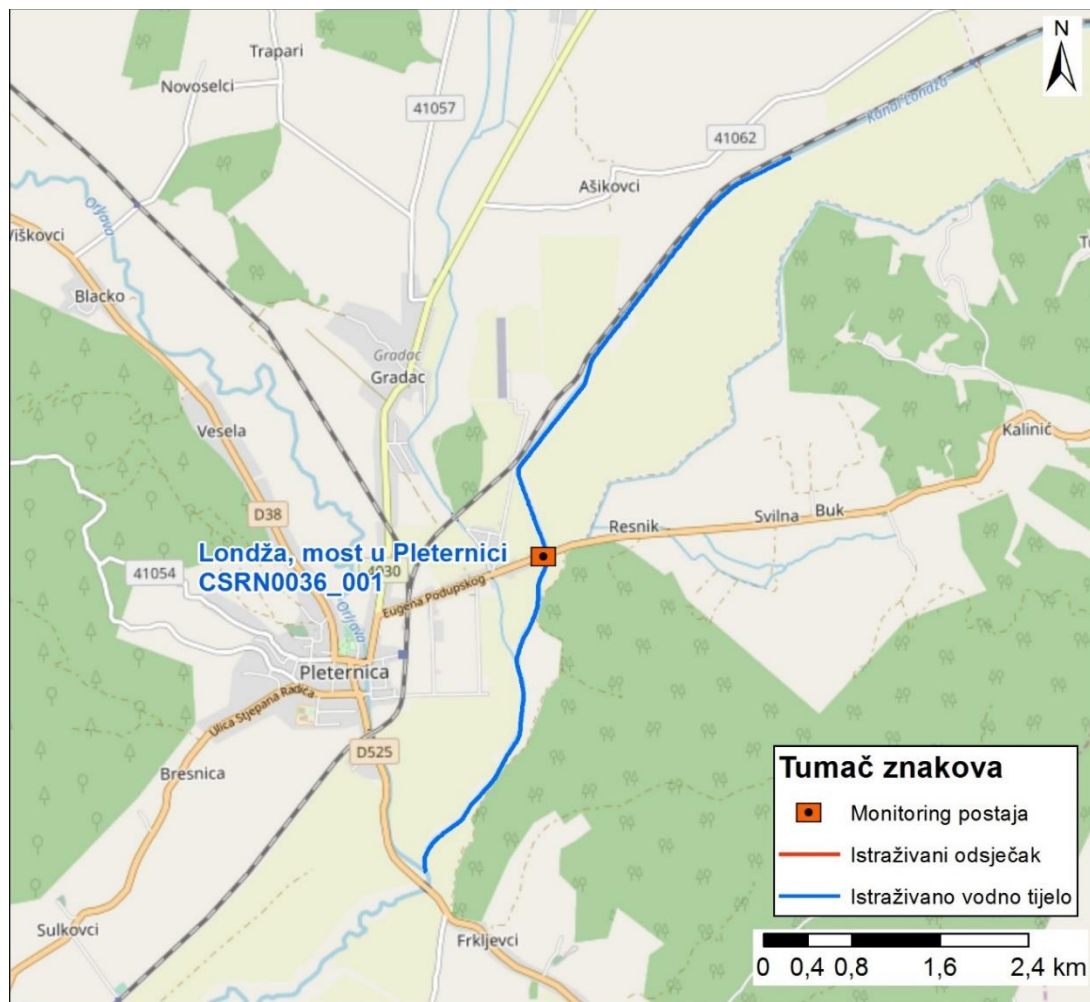 N
Trapari
Novoselci
41057
41062
Kanal Londža
Ašikovci
Orljava
Viškovci
Blacko
Gradac
Gradac
Vesela
Kalinić
D38
Resnik
Svilna
Buk
Londža, most u Pleternici
CSRN0036_001
4030
41054
Eugena Podupskog
Orljava
Pleternica
Ulica Stjepana Radića
D525
Bresnica
Sulkovci
Frkljevci
Tumač znakova
Monitoring postaja
Istraživani odsječak
Istraživano vodno tijelo
0 0,4 0,8 1,6 2,4 km